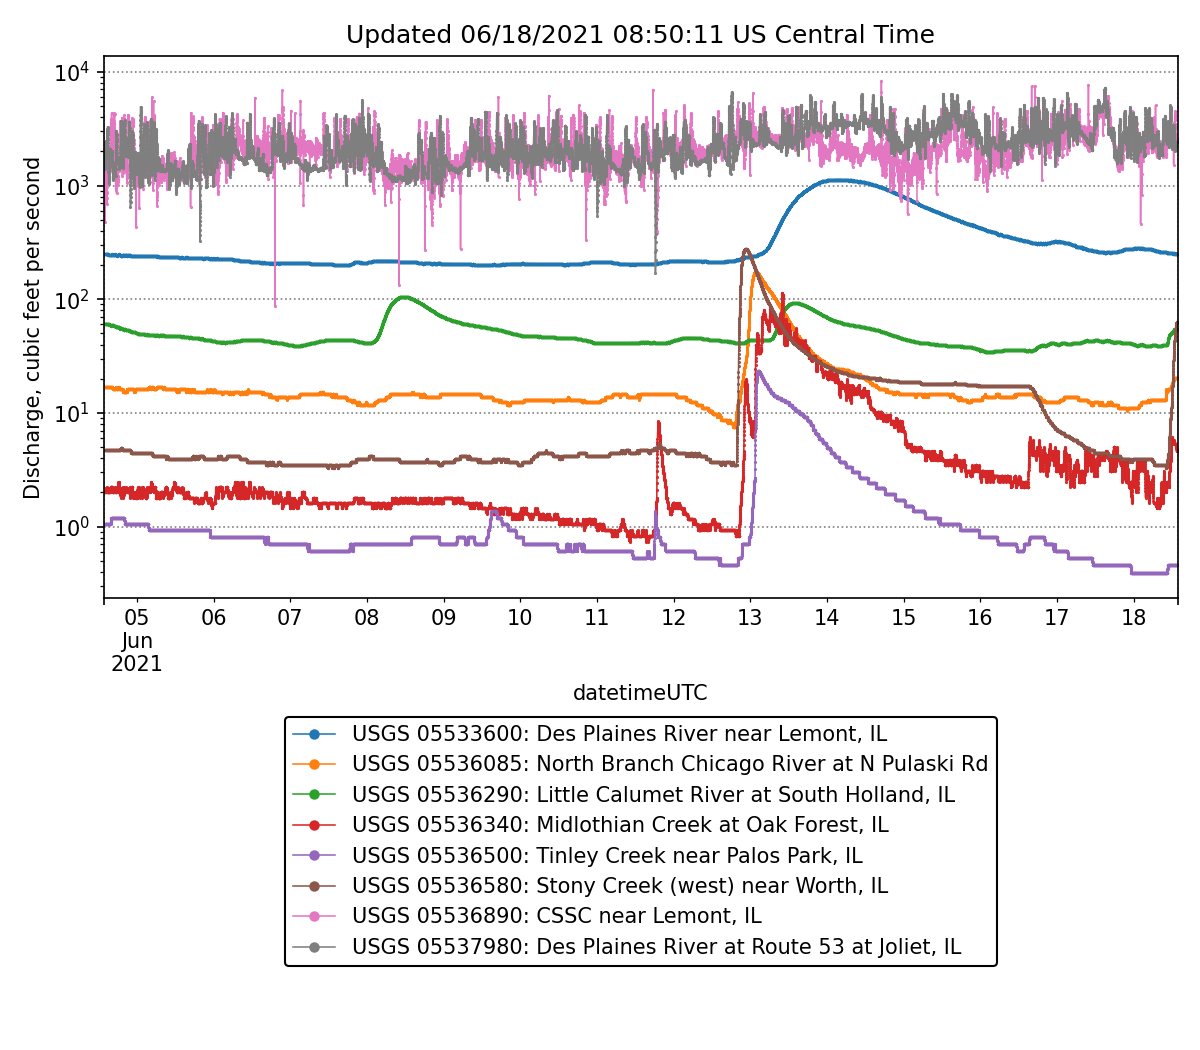 Updated 06/18/2021 08:50:11 US Central Time
Discharge, cubic feet per second
10^4
10^3
10^2
10^1
10^0
05 06 07 08 09 10 11 12 13 14 15 16 17 18
Jun
2021
datetimeUTC
USGS 05533600: Des Plaines River near Lemont, IL
USGS 05536085: North Branch Chicago River at N Pulaski Rd
USGS 05536290: Little Calumet River at South Holland, IL
USGS 05536340: Midlothian Creek at Oak Forest, IL
USGS 05536500: Tinley Creek near Palos Park, IL
USGS 05536580: Stony Creek (west) near Worth, IL
USGS 05536890: CSSC near Lemont, IL
USGS 05537980: Des Plaines River at Route 53 at Joliet, IL